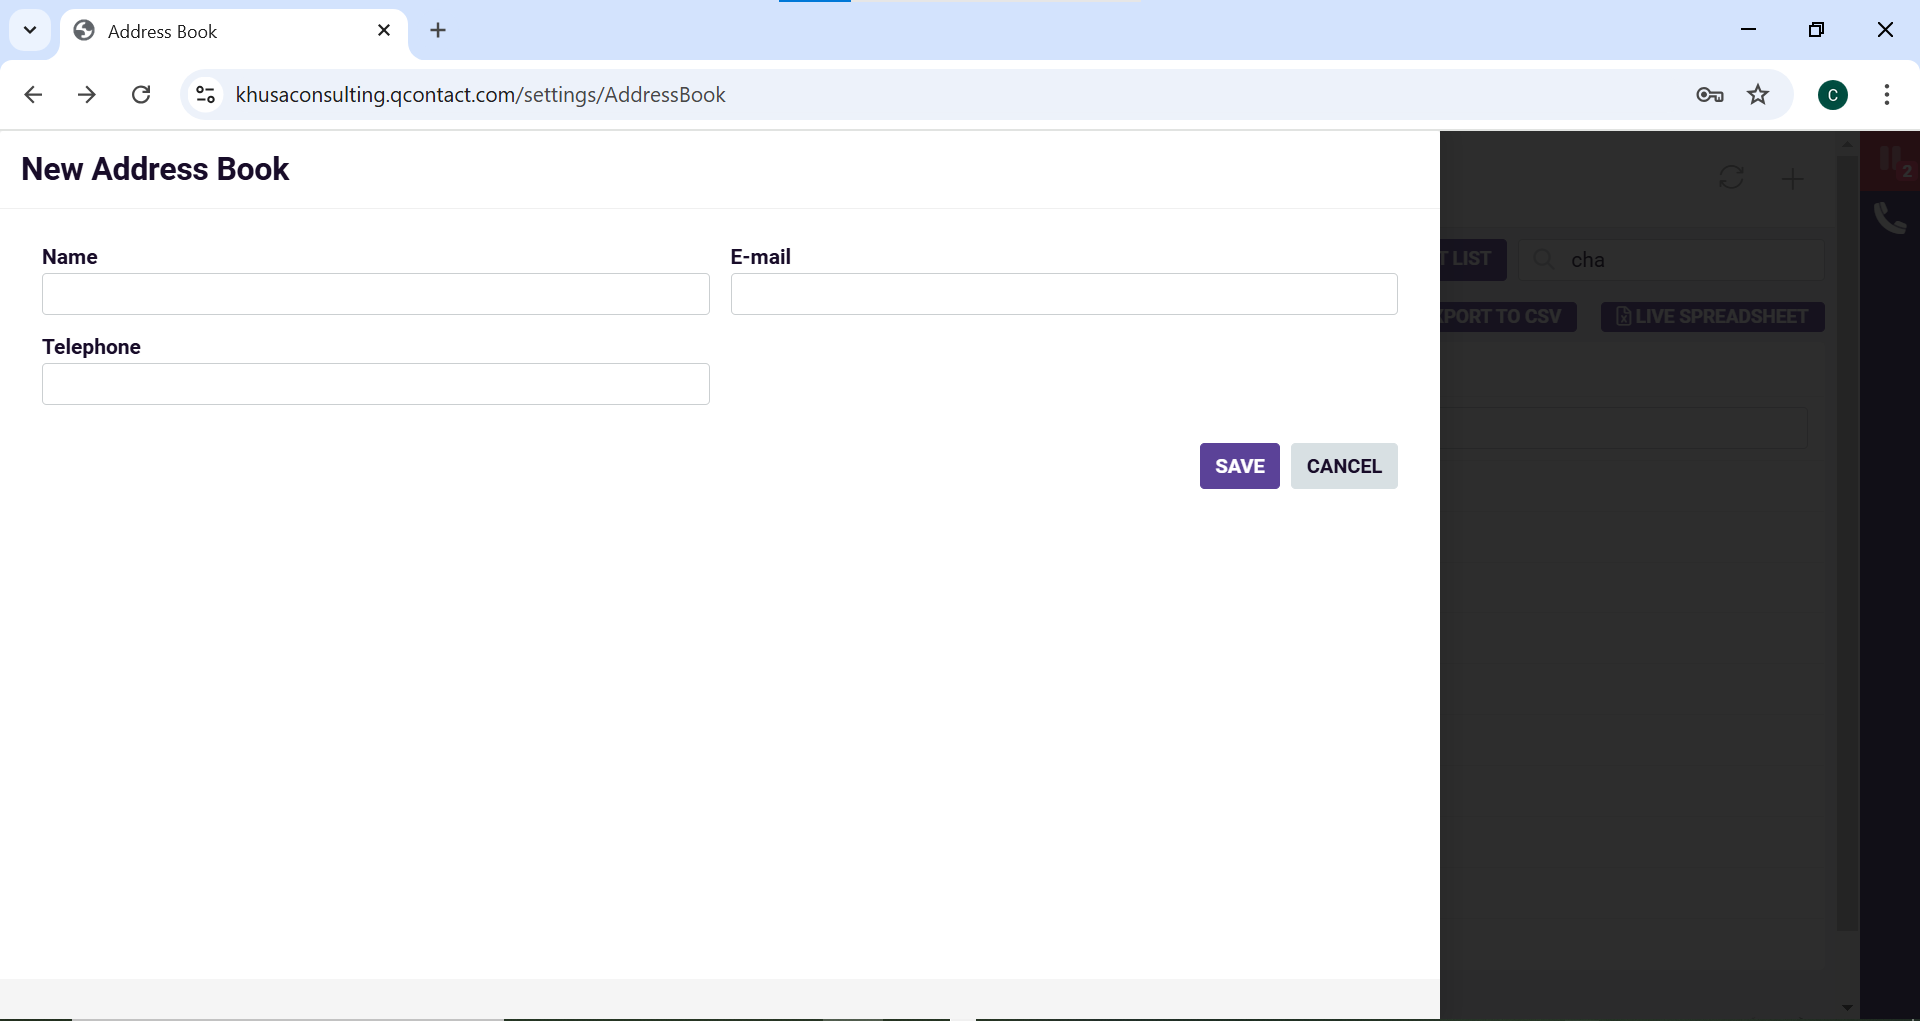 Address Book
khusaconsulting.qcontact.com/settings/AddressBook
C
New Address Book
2
Name
E-mail
T LIST
cha
PORT TO CSV
LIVE SPREADSHEET
Telephone
SAVE
CANCEL